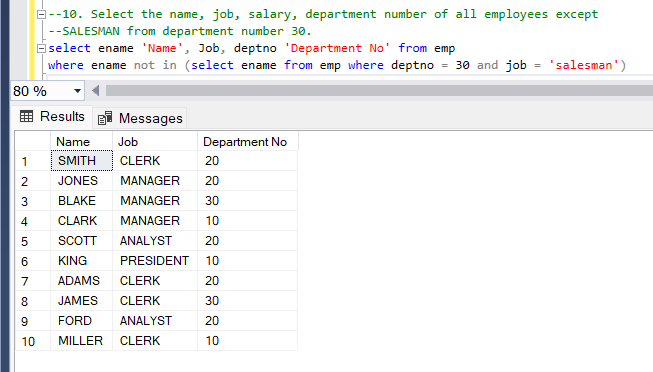 --10. Select the name, job, salary, department number of all employees except
--SALESMAN from department number 30.
select ename 'Name', Job, deptno 'Department No' from emp
where ename not in (select ename from emp where deptno = 30 and job = 'salesman')
80 %
Results Messages
Name Job Department No
1 SMITH CLERK 20
2 JONES MANAGER 20
3 BLAKE MANAGER 30
4 CLARK MANAGER 10
5 SCOTT ANALYST 20
6 KING PRESIDENT 10
7 ADAMS CLERK 20
8 JAMES CLERK 30
9 FORD ANALYST 20
10 MILLER CLERK 10